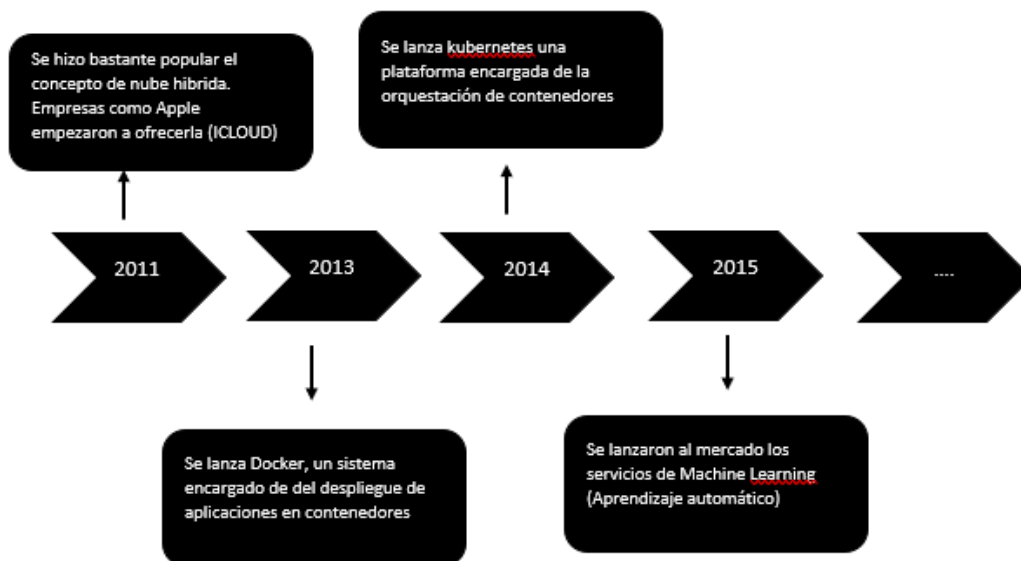 Se hizo bastante popular el
concepto de nube hibrida.
Empresas como Apple
empezaron a ofrecerla (ICLOUD)
Se lanza kubernetes una
plataforma encargada de la
orquestación de contenedores
2011
2013
2014
2015
....
Se lanza Docker, un sistema
encargado de del despliegue de
aplicaciones en contenedores
Se lanzaron al mercado los
servicios de Machine Learning
(Aprendizaje automático)